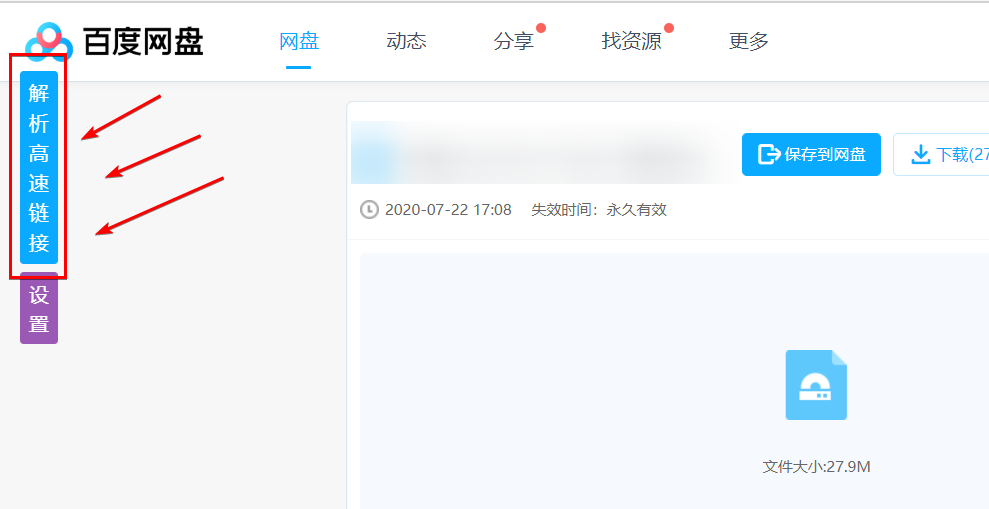 百度网盘
网盘 动态 分享 找资源 更多
解析高速链接
设置
保存到网盘
下载(27
2020-07-22 17:08 失效时间：永久有效
文件大小:27.9M